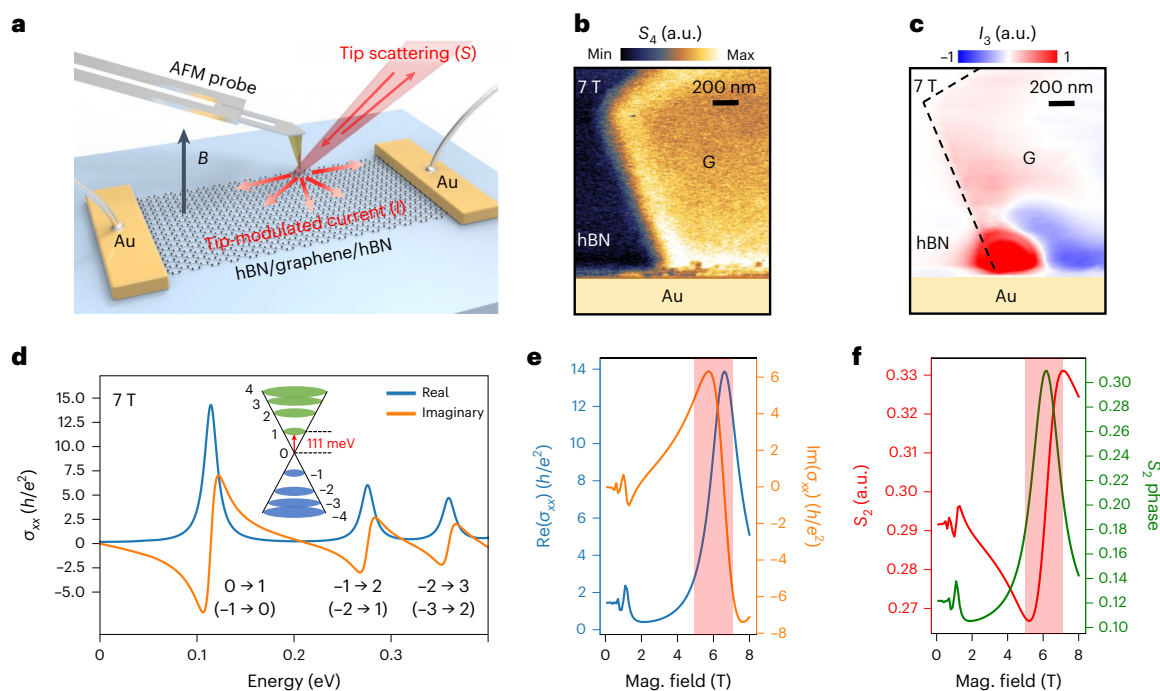 a
Tip scattering (S)
AFM probe
B
Au
Au
Tip-modulated current (I)
hBN/graphene/hBN
b
S₄ (a.u.)
Min
Max
7 T
200 nm
G
hBN
Au
c
I₃ (a.u.)
–1
1
7 T
200 nm
G
hBN
Au
d
7 T
Real
Imaginary
4
3
2
1
0
111 meV
–1
–2
–3
–4
15.0
12.5
10.0
7.5
5.0
2.5
0
–2.5
–5.0
σₓₓ (h/e²)
0 → 1
(–1 → 0)
–1 → 2
(–2 → 1)
–2 → 3
(–3 → 2)
0
0.1
0.2
0.3
Energy (eV)
e
14
12
10
8
6
4
2
0
Re(σₓₓ) (h/e²)
6
4
2
0
–2
–4
–6
–8
Im(σₓₓ) (h/e²)
0
2
4
6
8
Mag. field (T)
f
0.33
0.32
0.30
0.29
0.28
0.27
S₂ (a.u.)
0.30
0.28
0.26
0.24
0.22
0.20
0.18
0.16
0.14
0.12
0.10
S₂ phase
0
2
4
6
8
Mag. field (T)